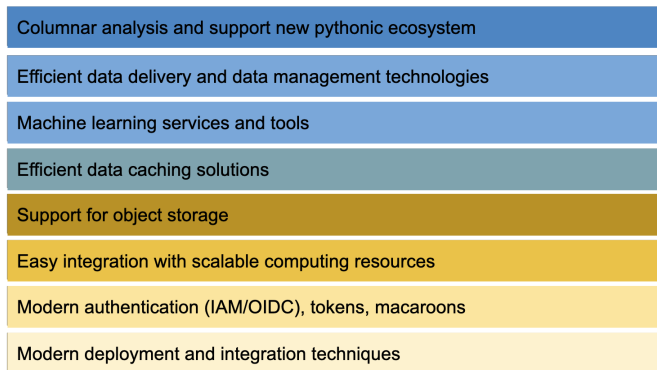 Columnar analysis and support new pythonic ecosystem
Efficient data delivery and data management technologies
Machine learning services and tools
Efficient data caching solutions
Support for object storage
Easy integration with scalable computing resources
Modern authentication (IAM/OIDC), tokens, macaroons
Modern deployment and integration techniques